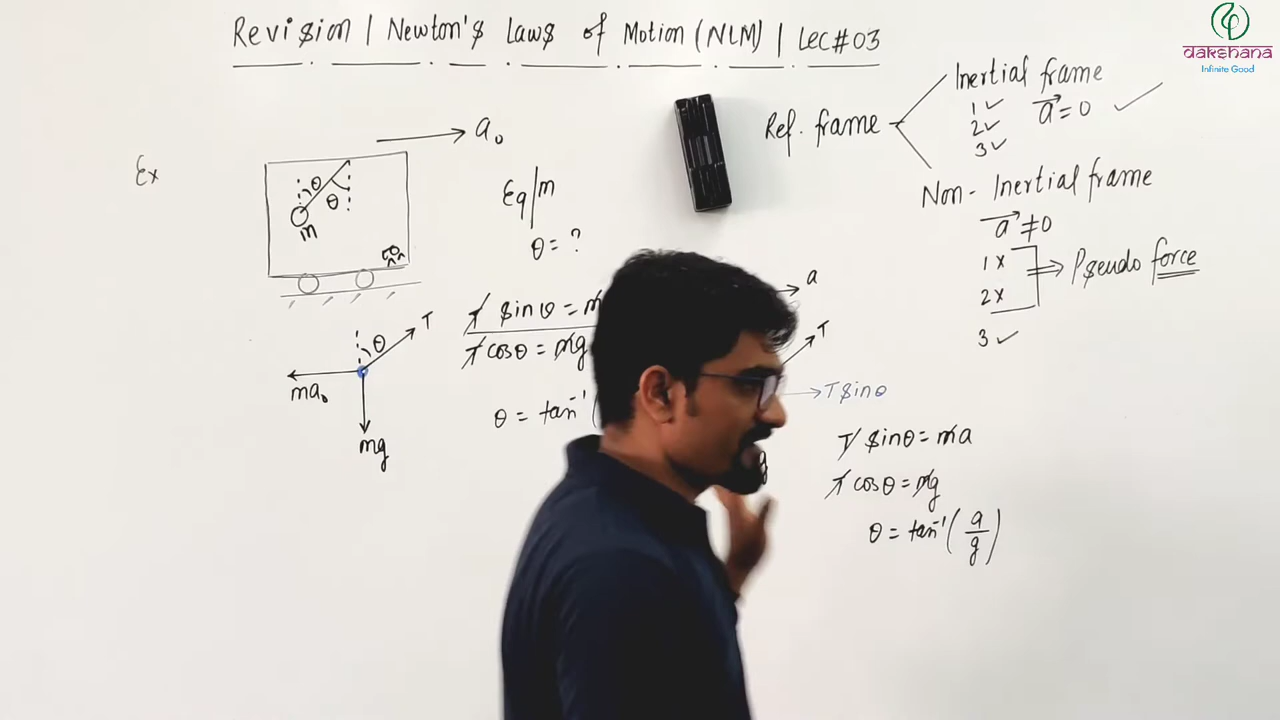 Revision | Newton's Laws of Motion (NLM) | Lec#03
dakshana
Infinite Good
Ex
a₀
θ
θ
m
Eq/m
θ = ?
T sinθ = m
T cosθ = mg
θ = tan⁻¹(
T
θ
ma₀
mg
Ref. frame
Inertial frame
1 ✓ a⃗ = 0 ✓
2 ✓
3 ✓
Non-Inertial frame
a⃗ ≠ 0
1 x
2 x
⇒ Pseudo force
3 ✓
a
T
Tsinθ
T sinθ = ma
T cosθ = mg
θ = tan⁻¹(a/g)